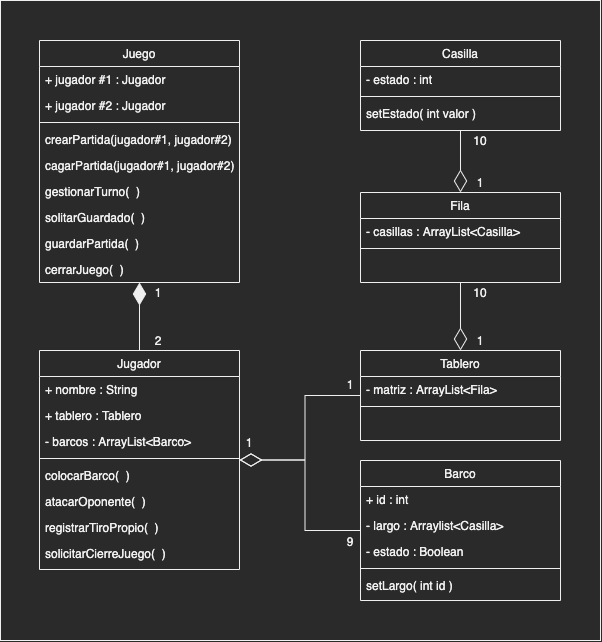 Juego
+ jugador #1 : Jugador
+ jugador #2 : Jugador
crearPartida(jugador#1, jugador#2)
cagarPartida(jugador#1, jugador#2)
gestionarTurno(  )
solitarGuardado(  )
guardarPartida(  )
cerrarJuego(  )
1
2
Jugador
+ nombre : String
+ tablero : Tablero
- barcos : ArrayList<Barco>
colocarBarco(  )
atacarOponente(  )
registrarTiroPropio(  )
solicitarCierreJuego(  )
1
1
9
Casilla
- estado : int
setEstado( int valor )
10
1
Fila
- casillas : ArrayList<Casilla>
10
1
Tablero
- matriz : ArrayList<Fila>
Barco
+ id : int
- largo : Arraylist<Casilla>
- estado : Boolean
setLargo( int id )